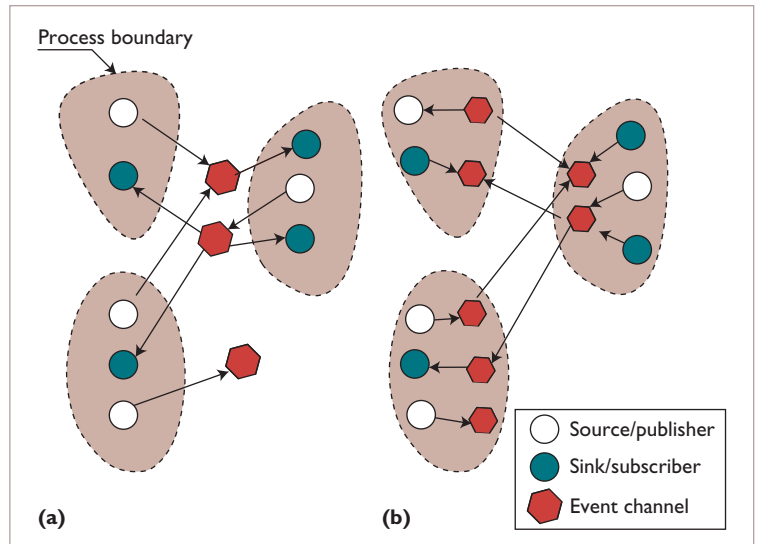 Process boundary
Source/publisher
Sink/subscriber
Event channel
(a)
(b)